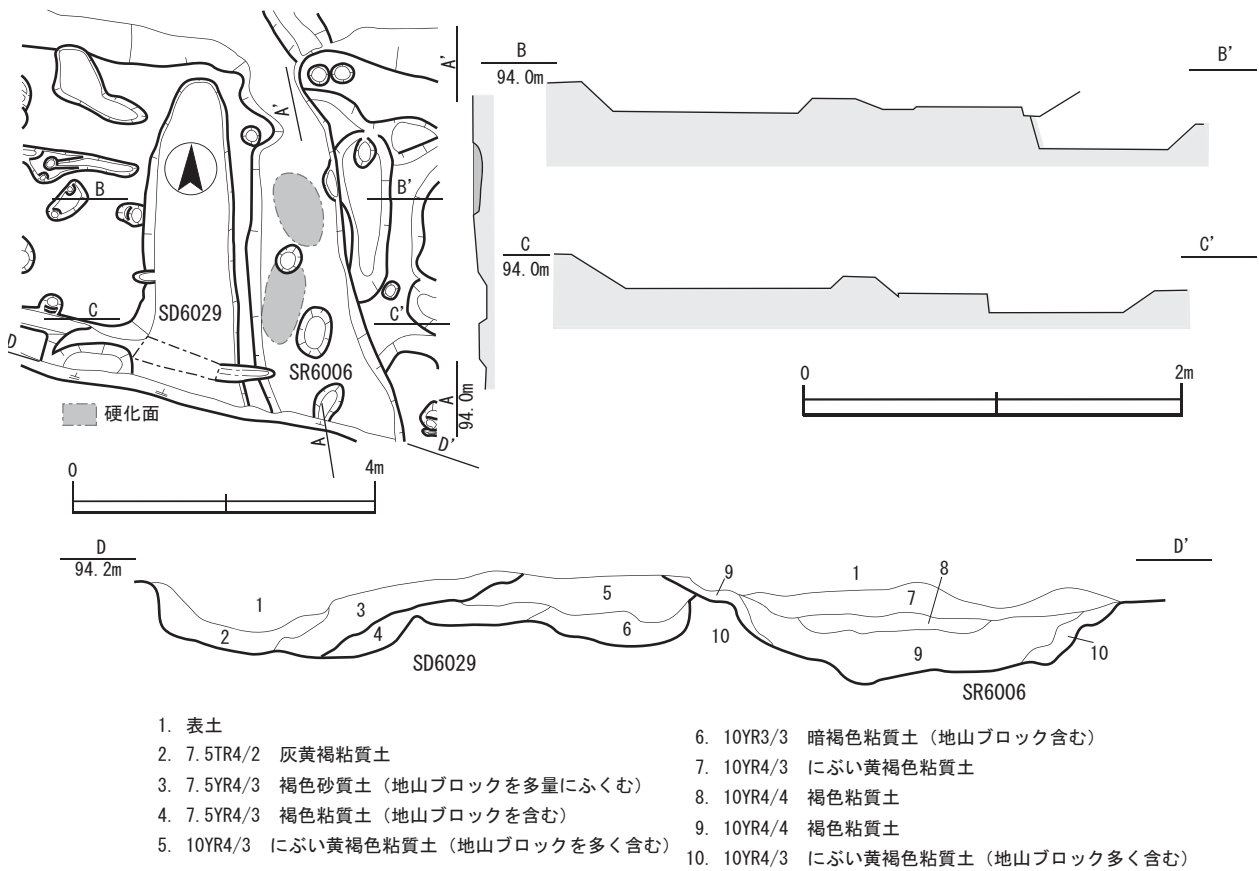 A'
A'
B
B'
C
C'
D
SD6029
SR6006
硬化面
A
A
94.0m
D'
0
4m
B
94.0m
B'
C
94.0m
C'
0
2m
D
94.2m
D'
1
2
3
4
5
6
9
1
8
7
10
9
10
SD6029
SR6006
1. 表土
2. 7.5TR4/2 灰黄褐粘質土
3. 7.5YR4/3 褐色砂質土（地山ブロックを多量にふくむ）
4. 7.5YR4/3 褐色粘質土（地山ブロックを含む）
5. 10YR4/3 にぶい黄褐色粘質土（地山ブロックを多く含む）
6. 10YR3/3 暗褐色粘質土（地山ブロック含む）
7. 10YR4/3 にぶい黄褐色粘質土
8. 10YR4/4 褐色粘質土
9. 10YR4/4 褐色粘質土
10. 10YR4/3 にぶい黄褐色粘質土（地山ブロック多く含む）